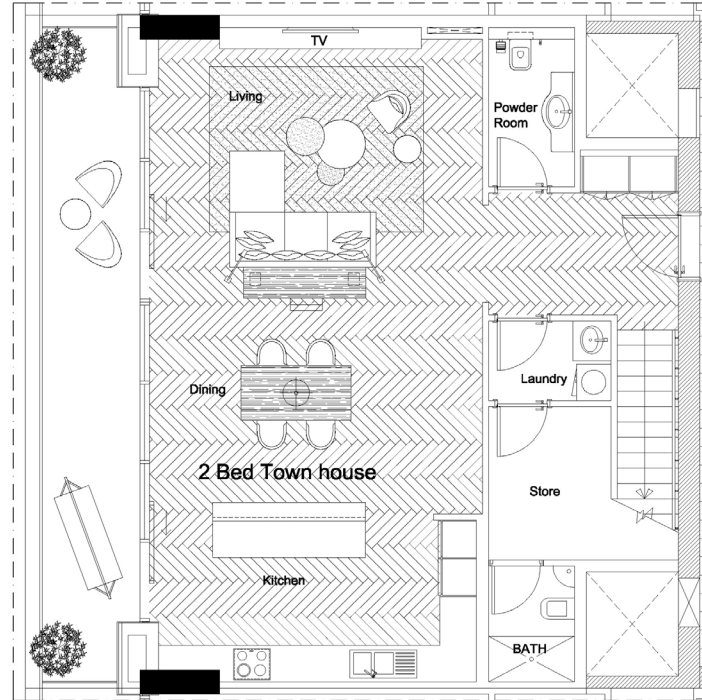 TV
Living
Powder
Room
Laundry
Dining
2 Bed Town house
Store
Kitchen
BATH